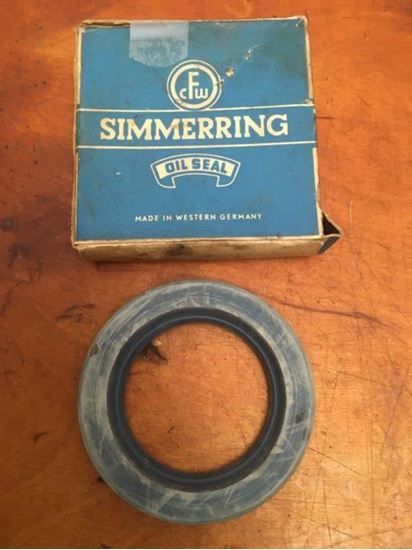 CFW
SIMMERRING
OIL SEAL
MADE IN WESTERN GERMANY